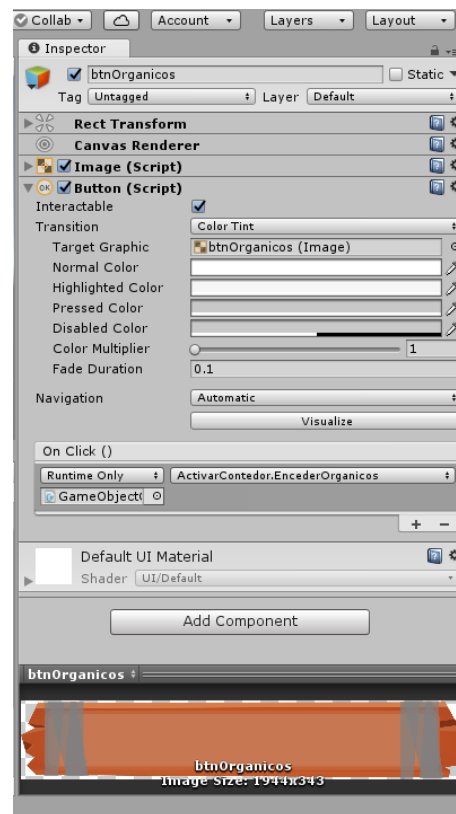 Collab Account Layers Layout
Inspector
btnOrganicos Static
Tag Untagged Layer Default
Rect Transform
Canvas Renderer
Image (Script)
OK Button (Script)
Interactable
Transition Color Tint
Target Graphic btnOrganicos (Image)
Normal Color
Highlighted Color
Pressed Color
Disabled Color
Color Multiplier 1
Fade Duration 0.1
Navigation Automatic
Visualize
On Click ()
Runtime Only ActivarContedor.EncederOrganicos
GameObject(
+ −
Default UI Material
Shader UI/Default
Add Component
btnOrganicos
btnOrganicos
Image Size: 1944x343